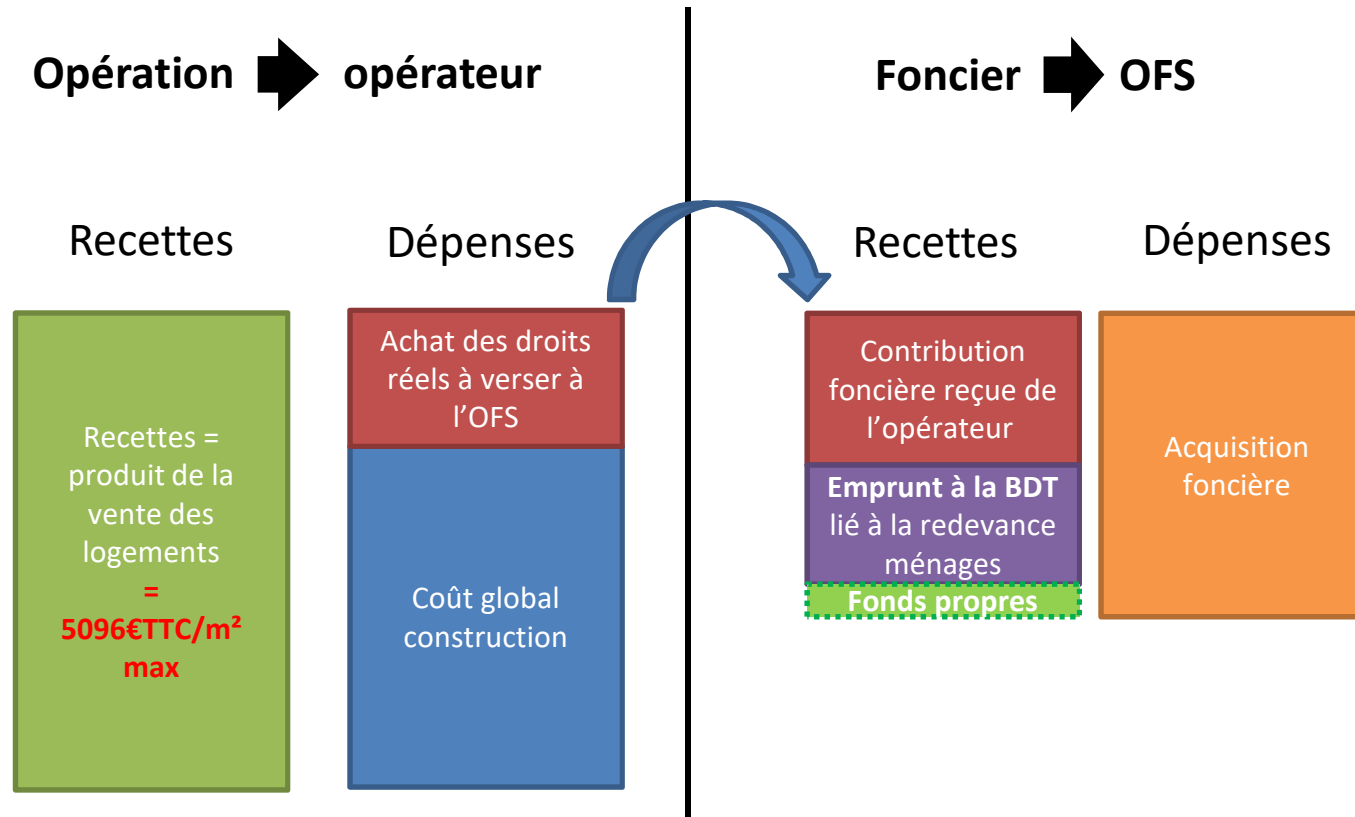 Opération opérateur
Foncier OFS
Recettes
Dépenses
Recettes
Dépenses
Recettes =
produit de la
vente des
logements
=
5096€TTC/m²
max
Achat des droits
réels à verser à
l’OFS
Coût global
construction
Contribution
foncière reçue de
l’opérateur
Emprunt à la BDT
lié à la redevance
ménages
Fonds propres
Acquisition
foncière